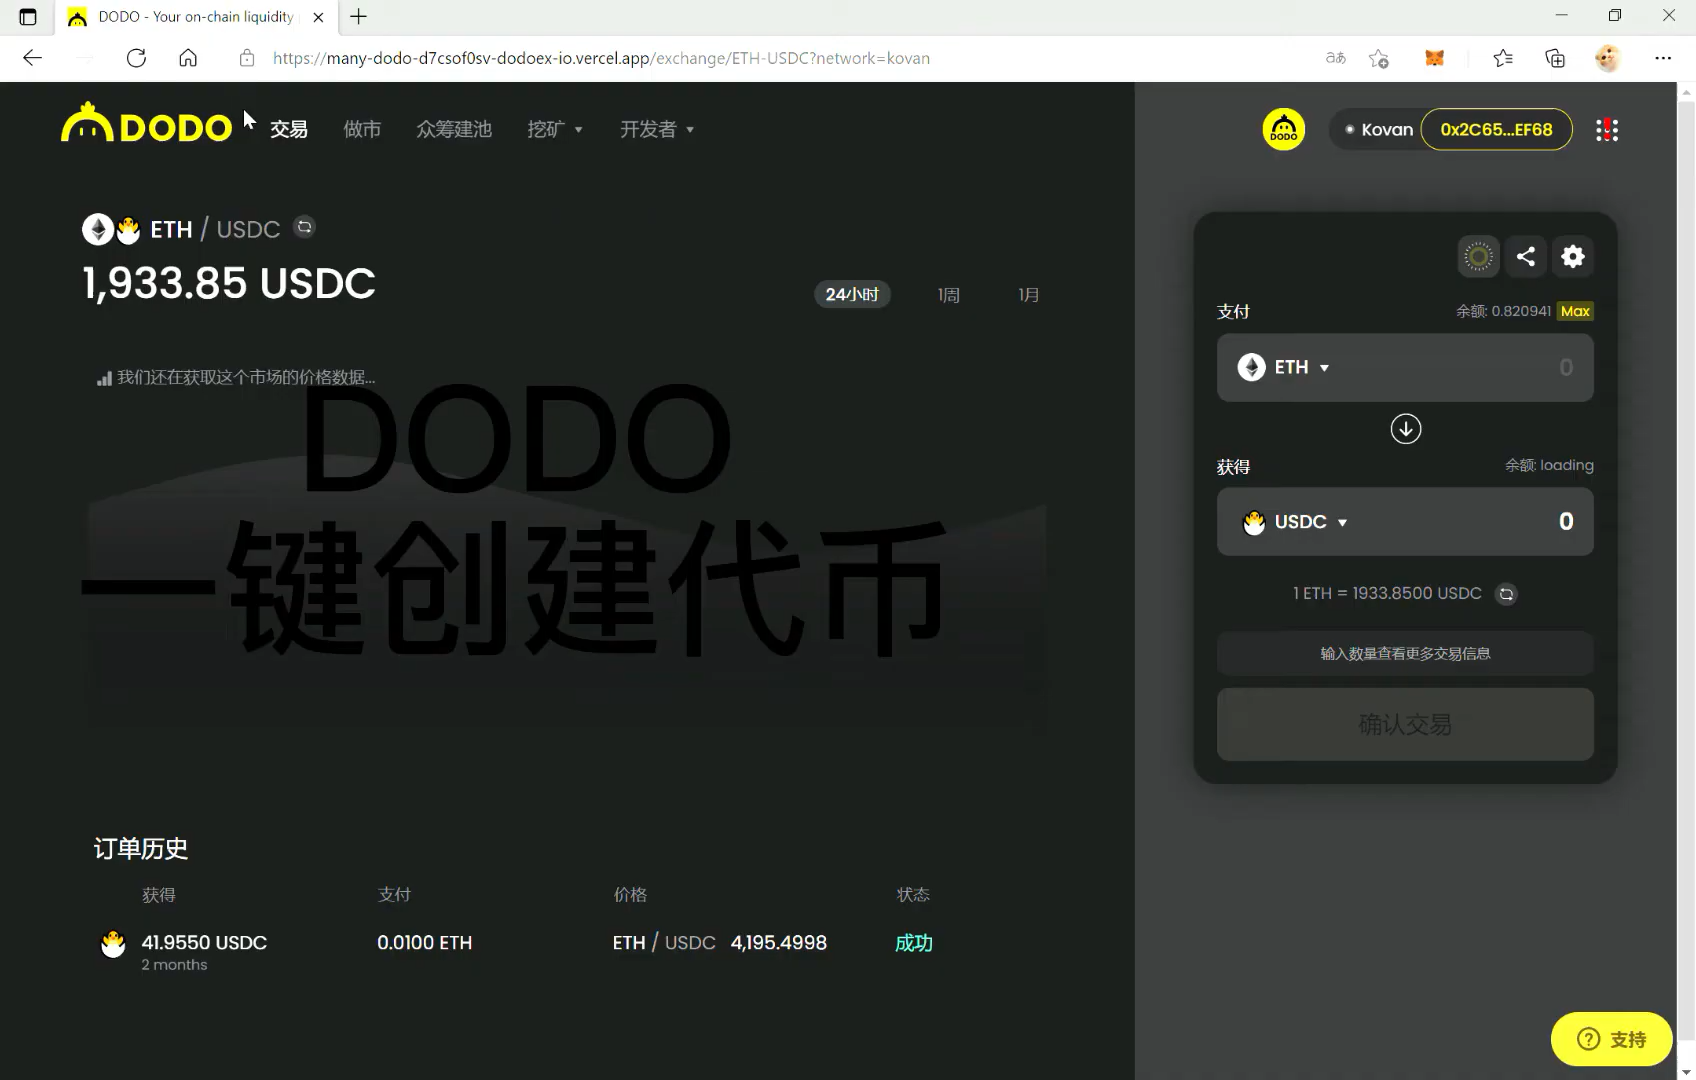 DODO - Your on-chain liquidity
https://many-dodo-d7csof0sv-dodoex-io.vercel.app/exchange/ETH-USDC?network=kovan
DODO
交易
做市
众筹建池
挖矿
开发者
DODO
Kovan
0x2C65...EF68
ETH / USDC
1,933.85 USDC
24小时
1周
1月
我们还在获取这个市场的价格数据...
DODO
一键创建代币
支付
余额: 0.820941 Max
ETH
0
获得
余额: loading
USDC
0
1 ETH = 1933.8500 USDC
输入数量查看更多交易信息
确认交易
订单历史
获得
支付
价格
状态
41.9550 USDC
0.0100 ETH
ETH / USDC 4,195.4998
成功
2 months
支持